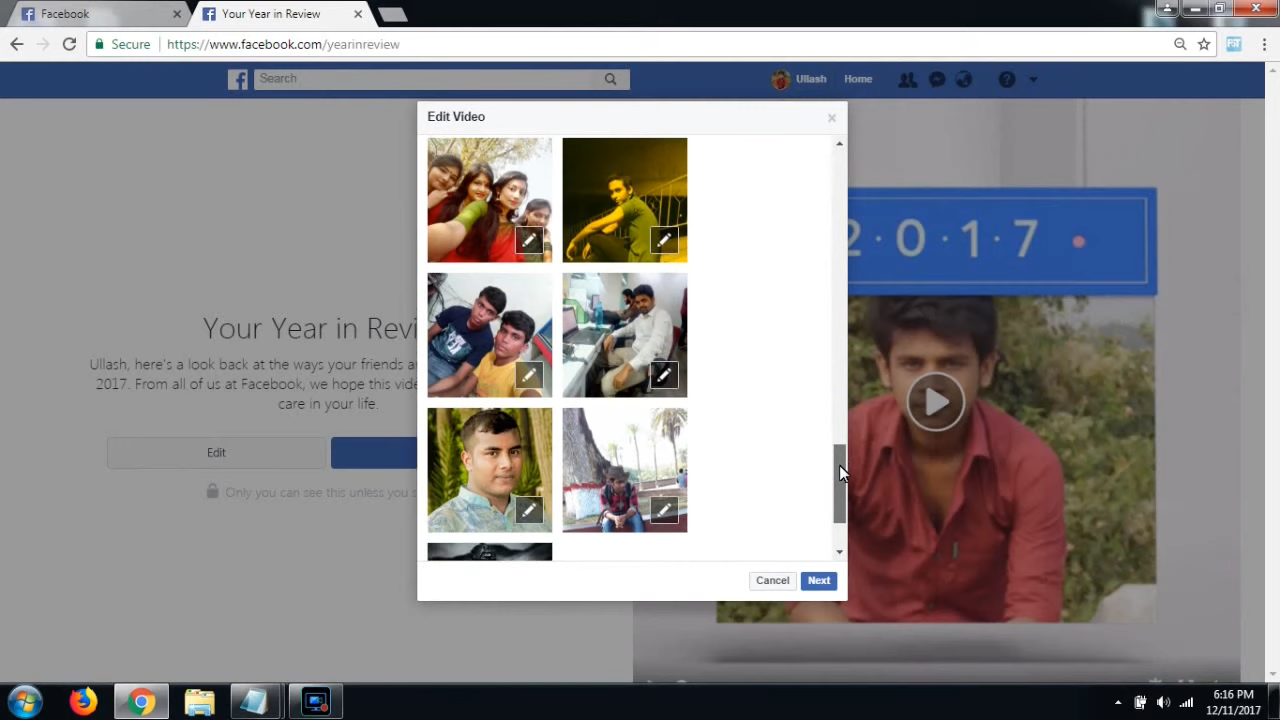 Facebook
Your Year in Review
Secure
https://www.facebook.com/yearinreview
Search
Ullash
Home
Edit Video
2·0·1·7
Your Year in Revi
Ullash, here's a look back at the ways your friends a
2017. From all of us at Facebook, we hope this vide
care in your life.
Edit
Only you can see this unless you s
Cancel
Next
6:16 PM
12/11/2017